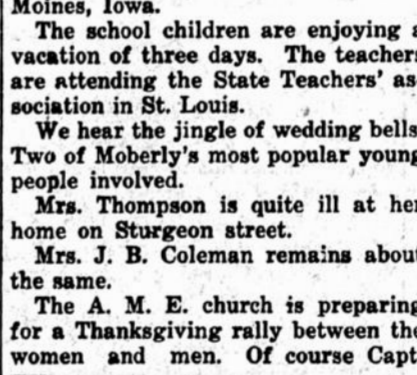 Moines, Iowa.
The school children are enjoying a
vacation of three days. The teachers
are attending the State Teachers' as-
sociation in St. Louis.
We hear the jingle of wedding bells.
Two of Moberly's most popular young
people involved.
Mrs. Thompson is quite ill at her
home on Sturgeon street.
Mrs. J. B. Coleman remains about
the same.
The A. M. E. church is preparing
for a Thanksgiving rally between the
women and men. Of course Capt.